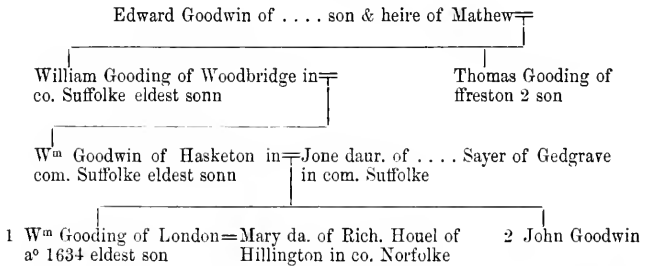 Edward Goodwin of . . . . son & heire of Mathew
William Gooding of Woodbridge in
co. Suffolke eldest sonn
Thomas Gooding of
ffreston 2 son
Wm Goodwin of Hasketon in
com. Suffolke eldest sonn
Jone daur. of . . . . Sayer of Gedgrave
in com. Suffolke
1 Wm Gooding of London
ao 1634 eldest son
Mary da. of Rich. Houel of
Hillington in co. Norfolke
2 John Goodwin